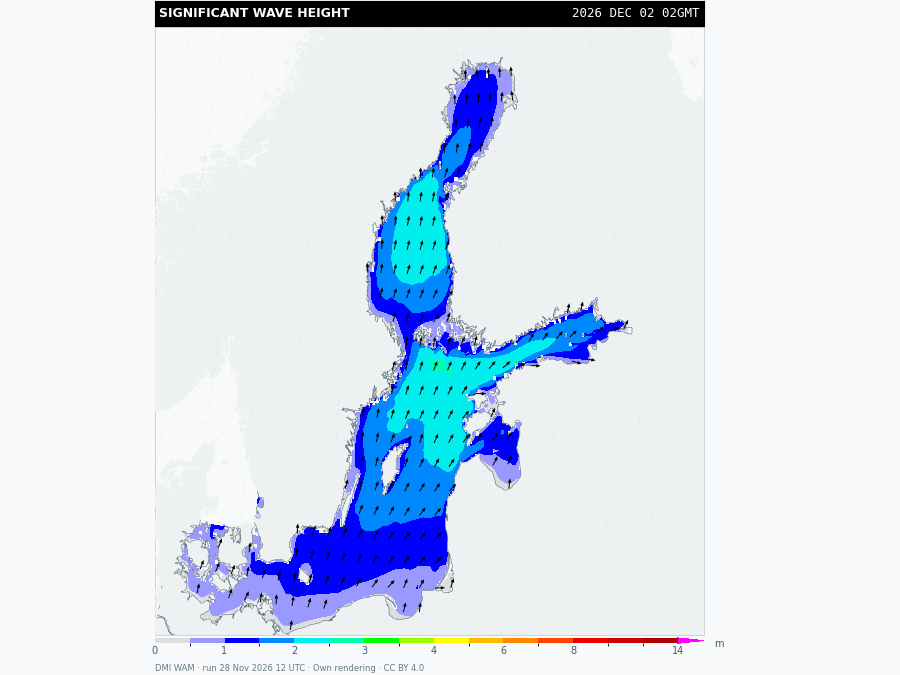 SIGNIFICANT WAVE HEIGHT 2026 DEC 02 02GMT
0 1 2 3 4 6 8 14 m
DMI WAM · run 28 Nov 2026 12 UTC · Own rendering · CC BY 4.0